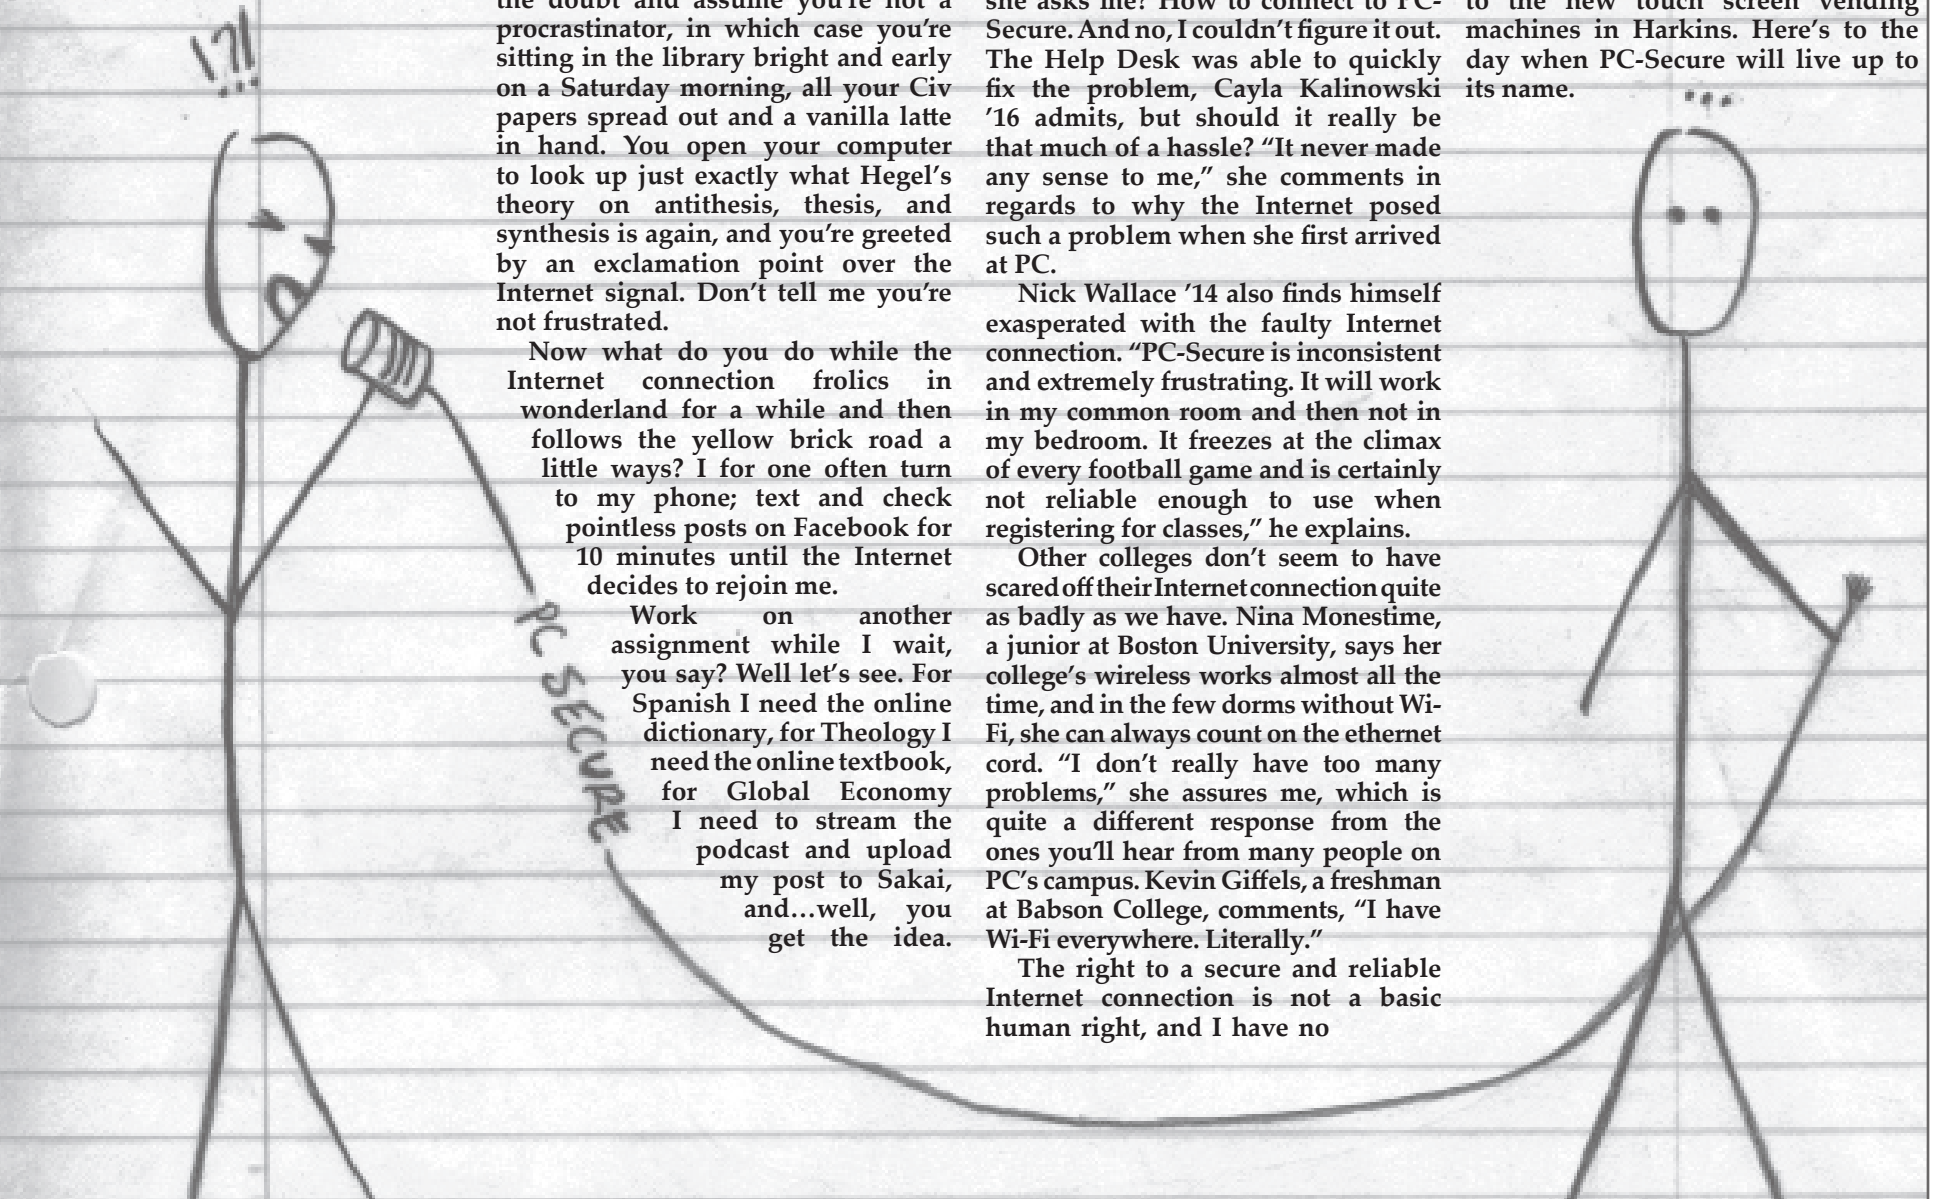 !?!
the doubt and assume you're not a
procrastinator, in which case you're
sitting in the library bright and early
on a Saturday morning, all your Civ
papers spread out and a vanilla latte
in hand. You open your computer
to look up just exactly what Hegel's
theory on antithesis, thesis, and
synthesis is again, and you're greeted
by an exclamation point over the
Internet signal. Don't tell me you're
not frustrated.
Now what do you do while the
Internet connection frolics in
wonderland for a while and then
follows the yellow brick road a
little ways? I for one often turn
to my phone; text and check
pointless posts on Facebook for
10 minutes until the Internet
decides to rejoin me.
Work on another
assignment while I wait,
you say? Well let's see. For
Spanish I need the online
dictionary, for Theology I
need the online textbook,
for Global Economy
I need to stream the
podcast and upload
my post to Sakai,
and…well, you
get the idea.
PC SECURE
she asks me? How to connect to PC-
Secure. And no, I couldn't figure it out.
The Help Desk was able to quickly
fix the problem, Cayla Kalinowski
'16 admits, but should it really be
that much of a hassle? “It never made
any sense to me,” she comments in
regards to why the Internet posed
such a problem when she first arrived
at PC.
Nick Wallace '14 also finds himself
exasperated with the faulty Internet
connection. “PC-Secure is inconsistent
and extremely frustrating. It will work
in my common room and then not in
my bedroom. It freezes at the climax
of every football game and is certainly
not reliable enough to use when
registering for classes,” he explains.
Other colleges don't seem to have
scared off their Internet connection quite
as badly as we have. Nina Monestime,
a junior at Boston University, says her
college's wireless works almost all the
time, and in the few dorms without Wi-
Fi, she can always count on the ethernet
cord. “I don't really have too many
problems,” she assures me, which is
quite a different response from the
ones you'll hear from many people on
PC's campus. Kevin Giffels, a freshman
at Babson College, comments, “I have
Wi-Fi everywhere. Literally.”
The right to a secure and reliable
Internet connection is not a basic
human right, and I have no
to the new touch screen vending
machines in Harkins. Here's to the
day when PC-Secure will live up to
its name.
...